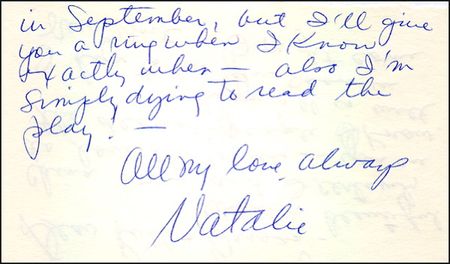 in September, but I'll give
you a ring when I know
exactly when — also I'm
simply dying to read the
play! —
All my love always
Natalie